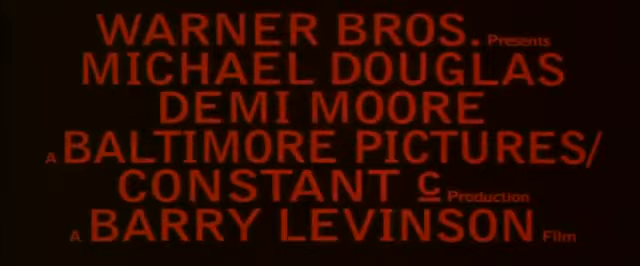 WARNER BROS. Presents
MICHAEL DOUGLAS
DEMI MOORE
A BALTIMORE PICTURES/
CONSTANT C Production
A BARRY LEVINSON Film